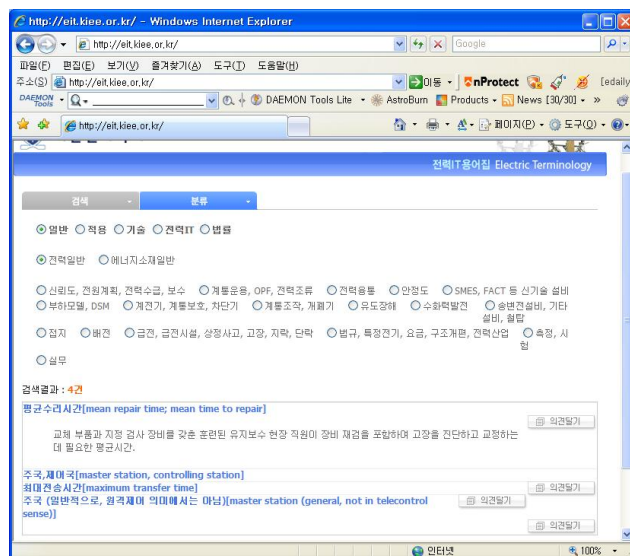 http://eit.kiee.or.kr/ - Windows Internet Explorer
http://eit.kiee.or.kr/
Google
파일(F) 편집(E) 보기(V) 즐겨찾기(A) 도구(T) 도움말(H)
주소(S) http://eit.kiee.or.kr/ 이동 nProtect [edaily
DAEMON Tools Q DAEMON Tools Lite AstroBurn Products News [30/30] »
http://eit.kiee.or.kr/ 페이지(P) 도구(O)
전력IT용어집 Electric Terminology
검색 분류
일반 적용 기술 전력IT 법률
전력일반 에너지소재일반
신뢰도, 전원계획, 전력수급, 보수 계통운용, OPF, 전력조류 전력융통 안정도 SMES, FACT 등 신기술 설비
부하모델, DSM 계전기, 계통보호, 차단기 계통조작, 개폐기 유도장해 수화력발전 송변전설비, 기타
설비, 철탑
접지 배전 급전, 급전시설, 상정사고, 고장, 지락, 단락 법규, 특정전기, 요금, 구조개편, 전력산업 측정, 시
험
실무
검색결과 : 4건
평균수리시간[mean repair time; mean time to repair]
의견달기
교체 부품과 지정 검사 장비를 갖춘 훈련된 유지보수 현장 직원이 장비 재검을 포함하여 고장을 진단하고 교정하는
데 필요한 평균시간.
주국,제어국[master station, controlling station]
최대전송시간[maximum transfer time] 의견달기
주국 (일반적으로, 원격제어 의미에서는 아님)[master station (general, not in telecontrol 의견달기
sense)]
의견달기
인터넷 100%